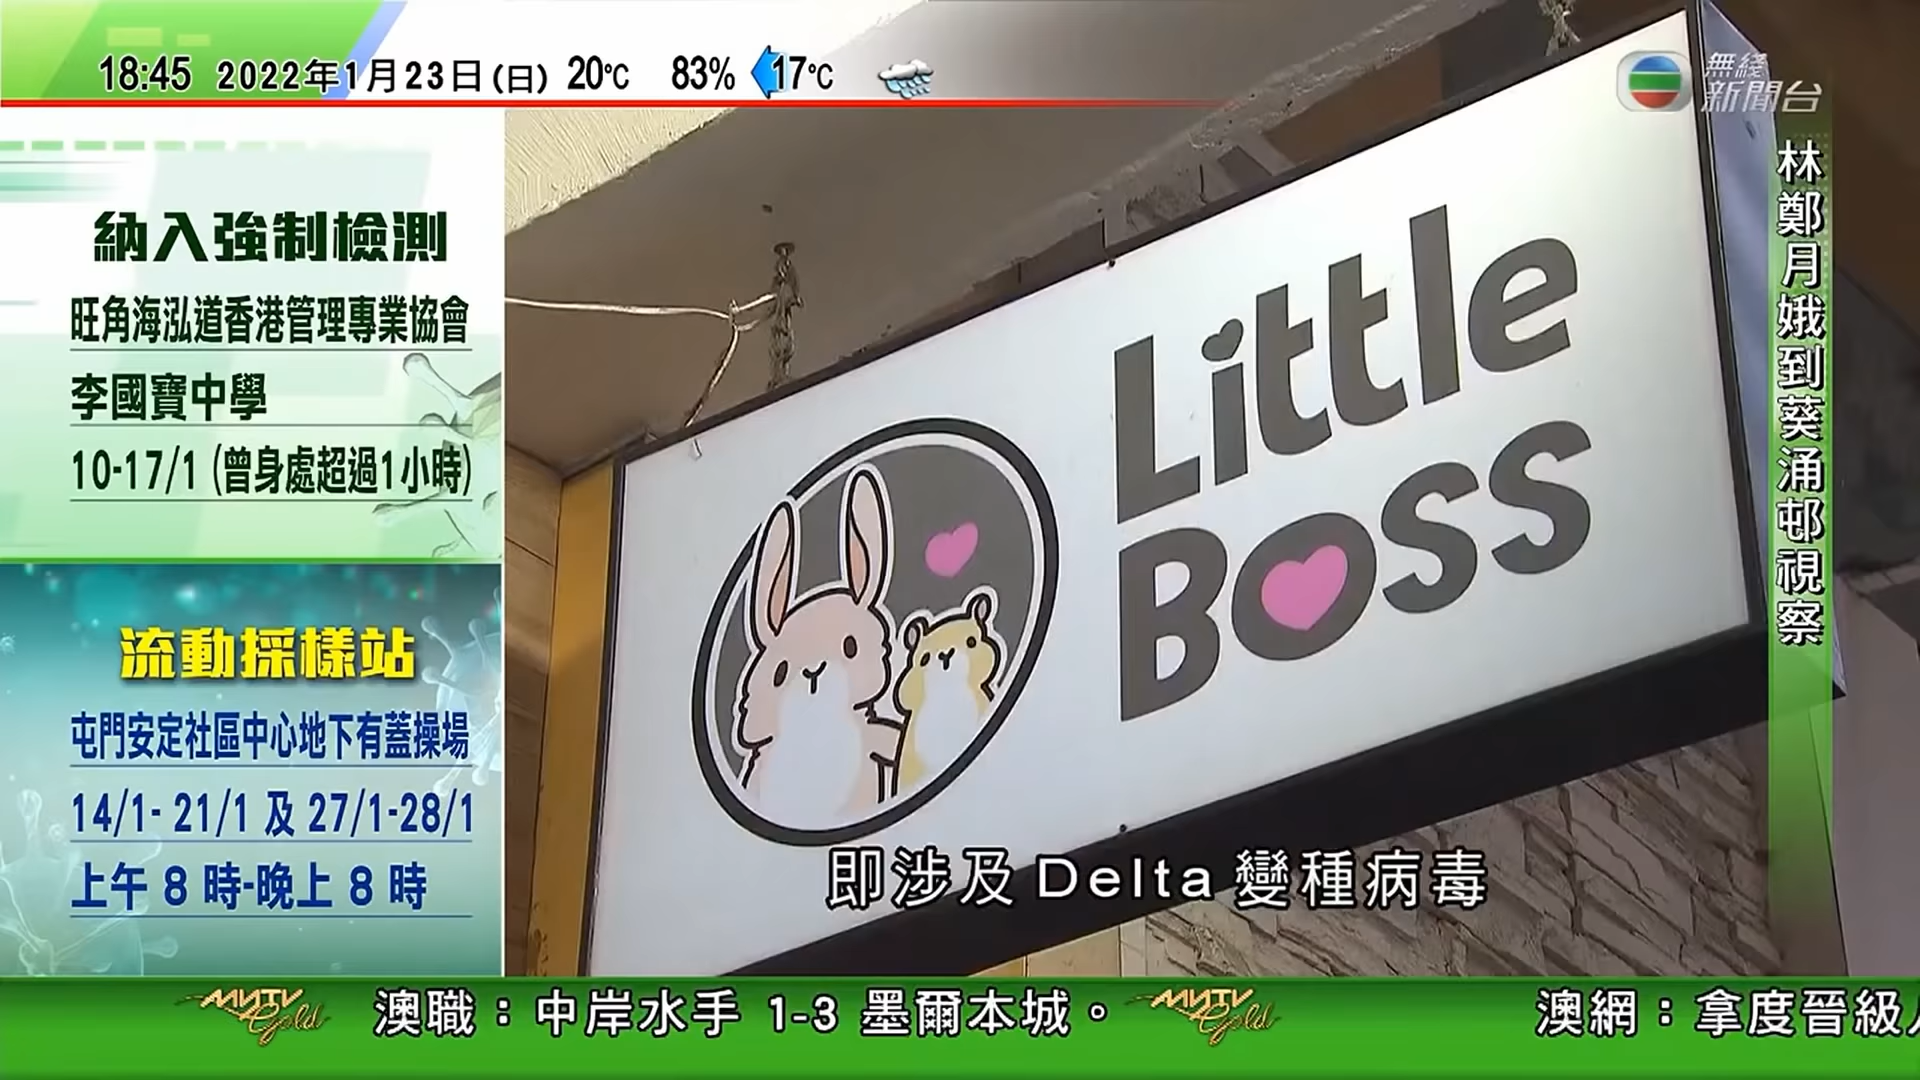 18:45 2022年1月23日(日) 20℃ 83% 17℃
無綫
新聞台
納入強制檢測
旺角海泓道香港管理專業協會
李國寶中學
10-17/1 (曾身處超過1小時)
流動採樣站
屯門安定社區中心地下有蓋操場
14/1- 21/1 及 27/1-28/1
上午 8 時-晚上 8 時
Little
Boss
林鄭月娥到葵涌邨視察
即涉及 Delta 變種病毒
MYTV Gold 澳職：中岸水手 1-3 墨爾本城。 MYTV Gold 澳網：拿度晉級